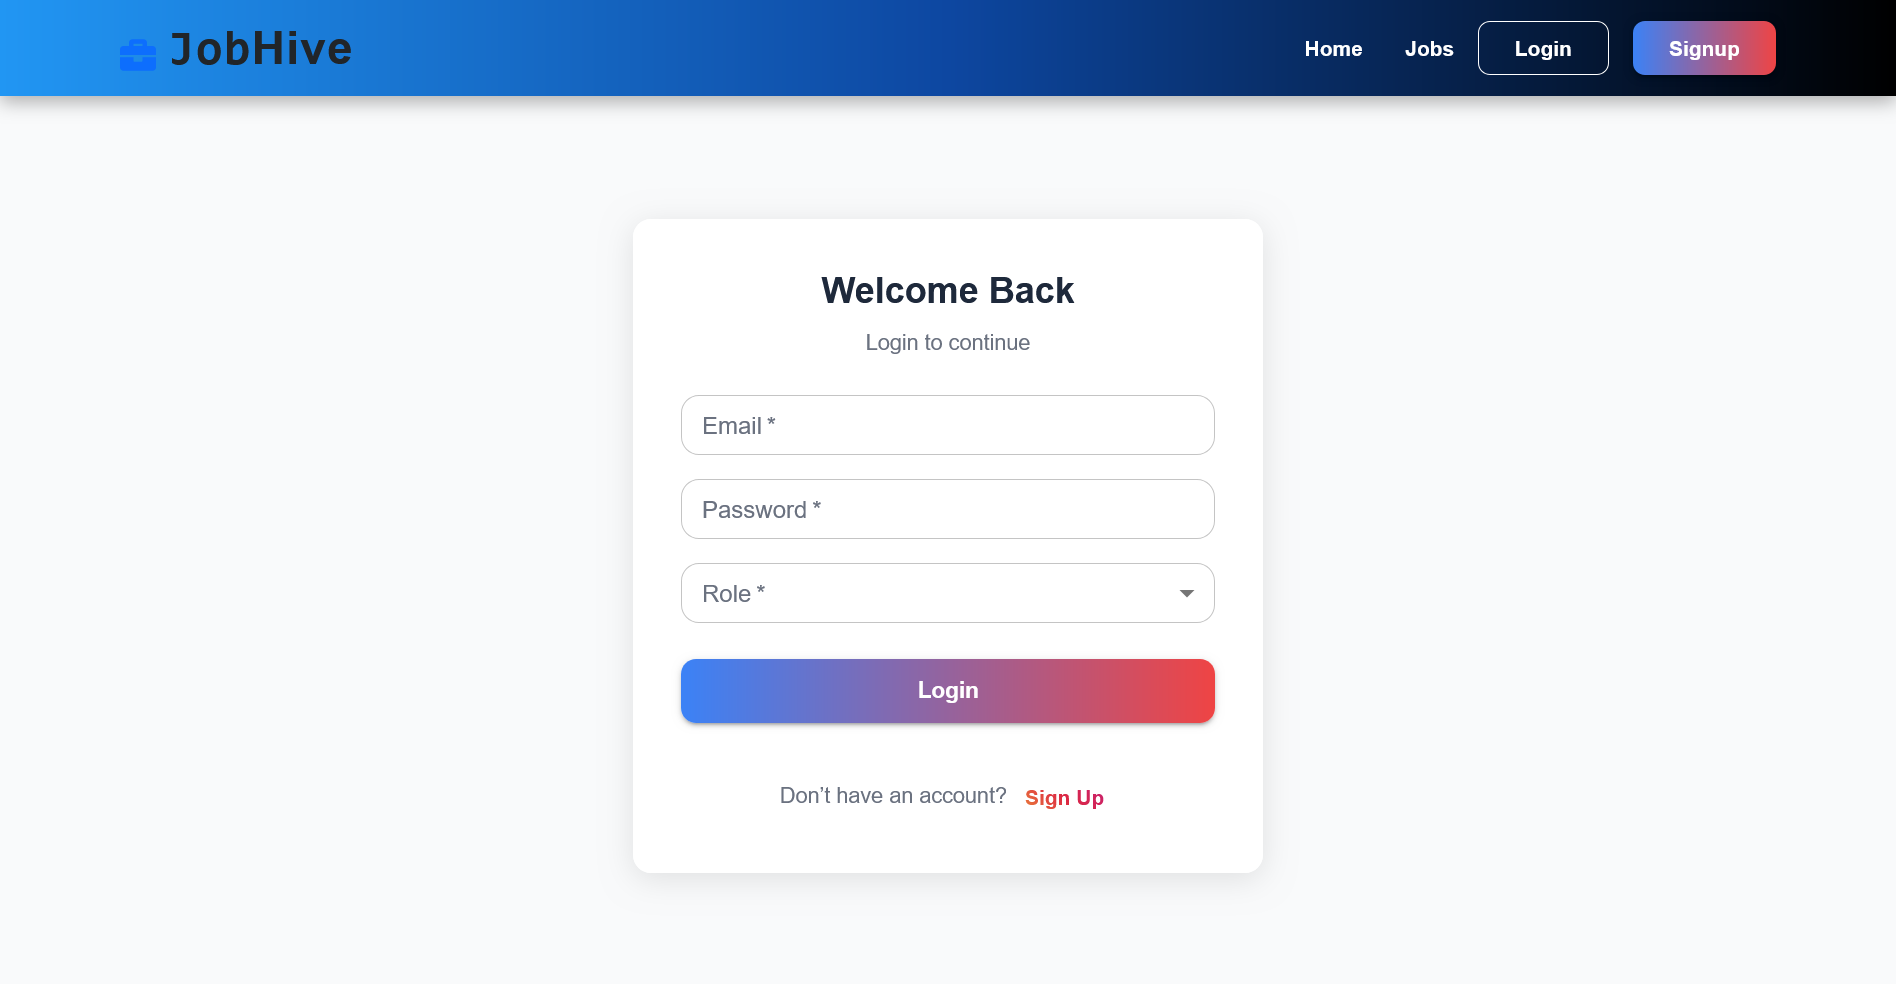 JobHive
Home Jobs Login Signup
Welcome Back
Login to continue
Email *
Password *
Role *
Login
Don’t have an account? Sign Up